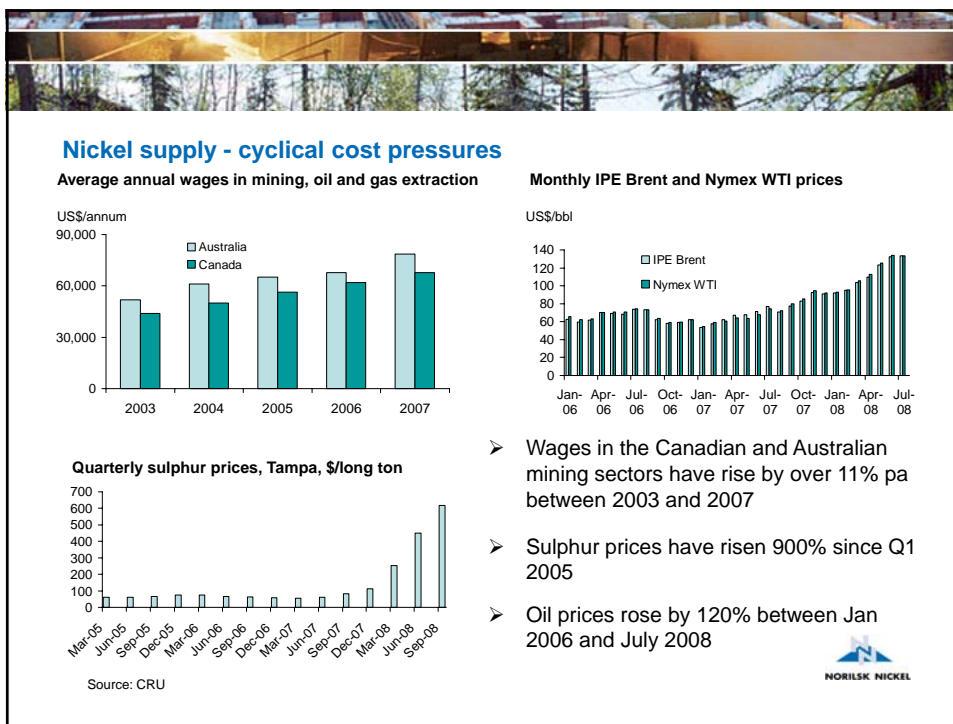 Nickel supply - cyclical cost pressures
Average annual wages in mining, oil and gas extraction
US$/annum
90,000
60,000
30,000
0
Australia
Canada
2003 2004 2005 2006 2007
Monthly IPE Brent and Nymex WTI prices
US$/bbl
140
120
100
80
60
40
20
0
IPE Brent
Nymex WTI
Jan- Apr- Jul- Oct- Jan- Apr- Jul- Oct- Jan- Apr- Jul-
06 06 06 06 07 07 07 07 08 08 08
Quarterly sulphur prices, Tampa, $/long ton
700
600
500
400
300
200
100
0
Mar-05 Jun-05 Sep-05 Dec-05 Mar-06 Jun-06 Sep-06 Dec-06 Mar-07 Jun-07 Sep-07 Dec-07 Mar-08 Jun-08 Sep-08
Source: CRU
➢ Wages in the Canadian and Australian
mining sectors have rise by over 11% pa
between 2003 and 2007
➢ Sulphur prices have risen 900% since Q1
2005
➢ Oil prices rose by 120% between Jan
2006 and July 2008
NORILSK NICKEL